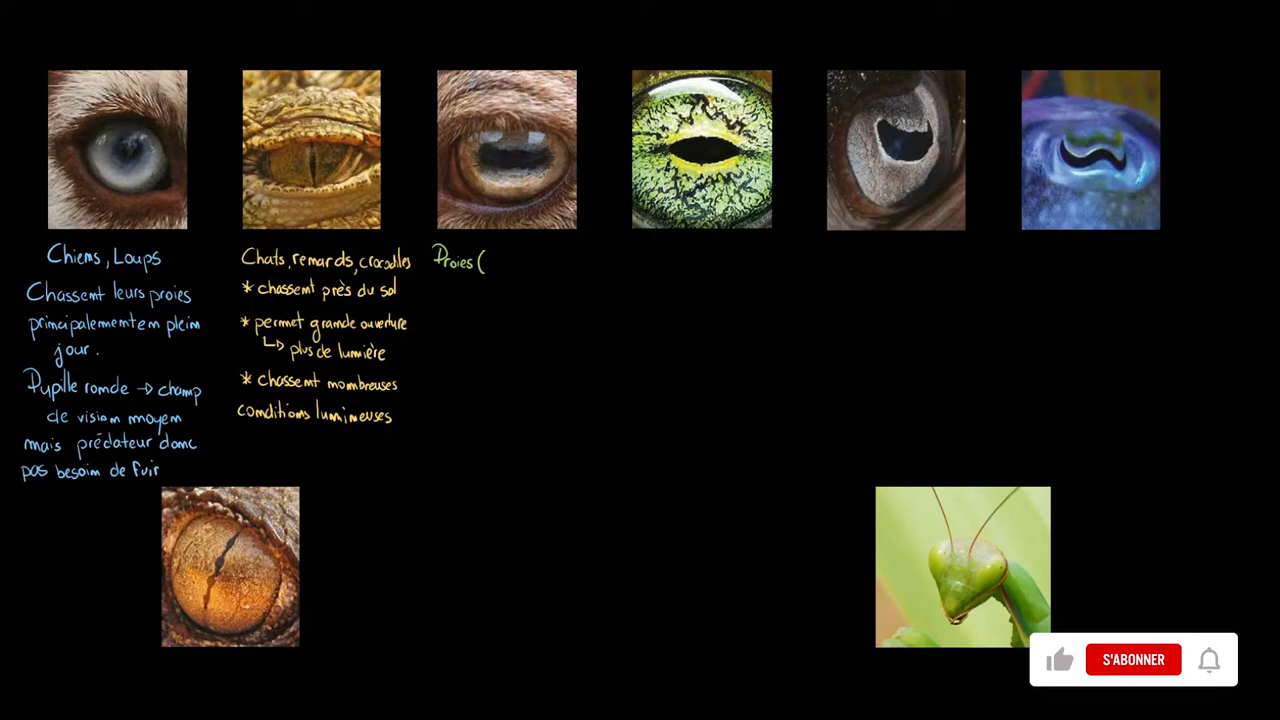 Chiens, Loups
Chassent leurs proies
principalement en plein
jour.
Pupille ronde → champ
de vision moyen
mais prédateur donc
pas besoin de fuir
Chats, renards, crocodiles
* chassent près du sol
* permet grande ouverture
↳ plus de lumière
* chassent nombreuses
conditions lumineuses
Proies (
S'ABONNER